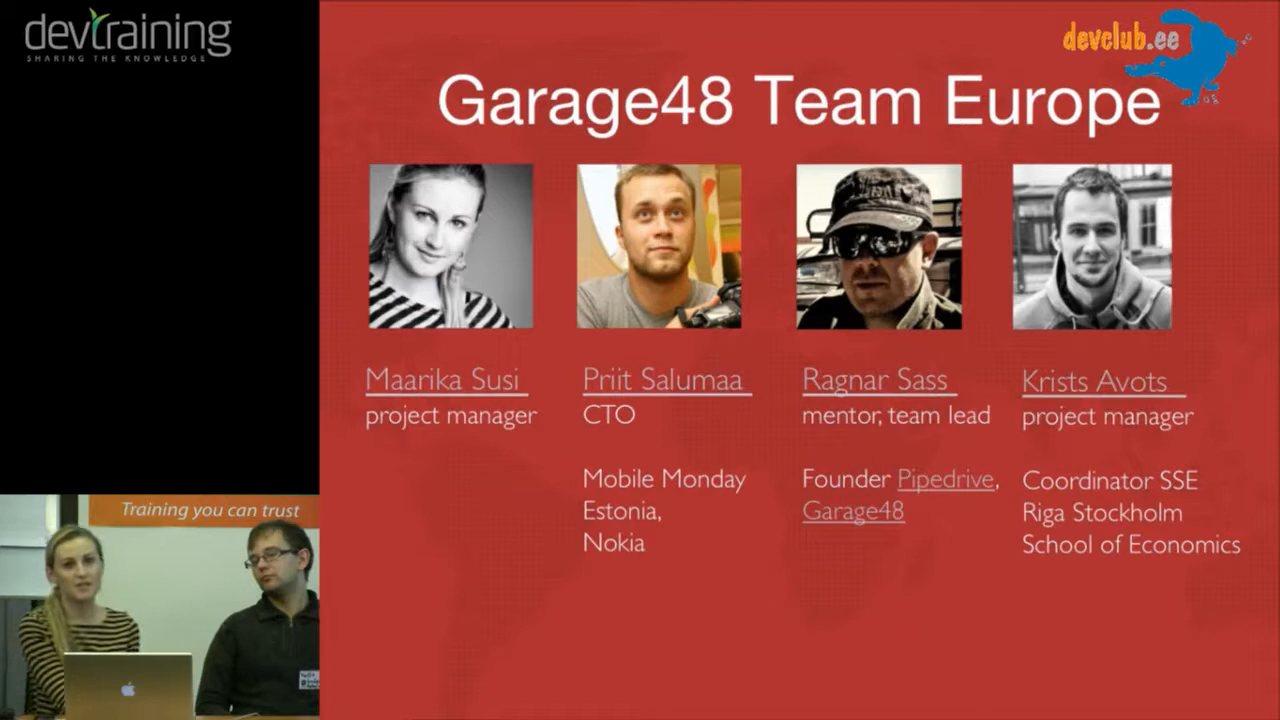 devtraining
SHARING THE KNOWLEDGE
devclub.ee
Garage48 Team Europe
Maarika Susi
project manager
Priit Salumaa
CTO
Mobile Monday
Estonia,
Nokia
Ragnar Sass
mentor, team lead
Founder Pipedrive,
Garage48
Krists Avots
project manager
Coordinator SSE
Riga Stockholm
School of Economics
Training you can trust